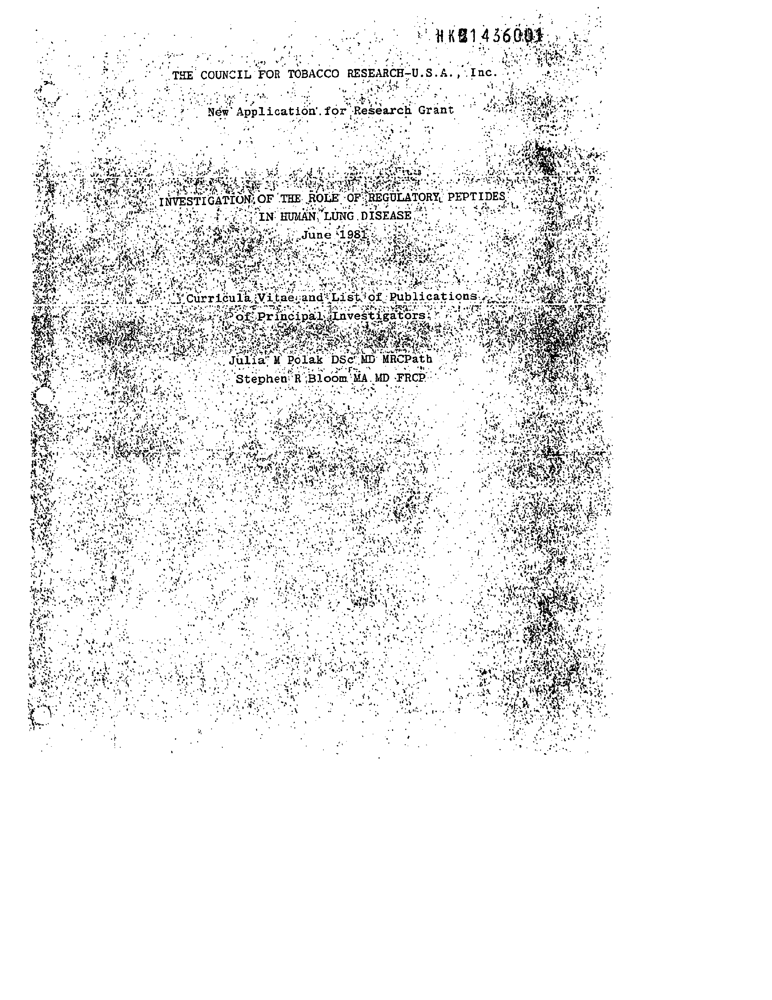 THE COUNCIL FOR TOBACCO RESEARCH-U.S.A., Inc.
New Application for Research Grant
INVESTIGATION OF THE ROLE OF REGULATORY PEPTIDES
IN HUMAN LUNG DISEASE
June 1981
Curricula Vitae and List of Publications
of Principal Investigators
Julia M Polak DSc MD MRCPath
Stephen R Bloom MA MD FRCP